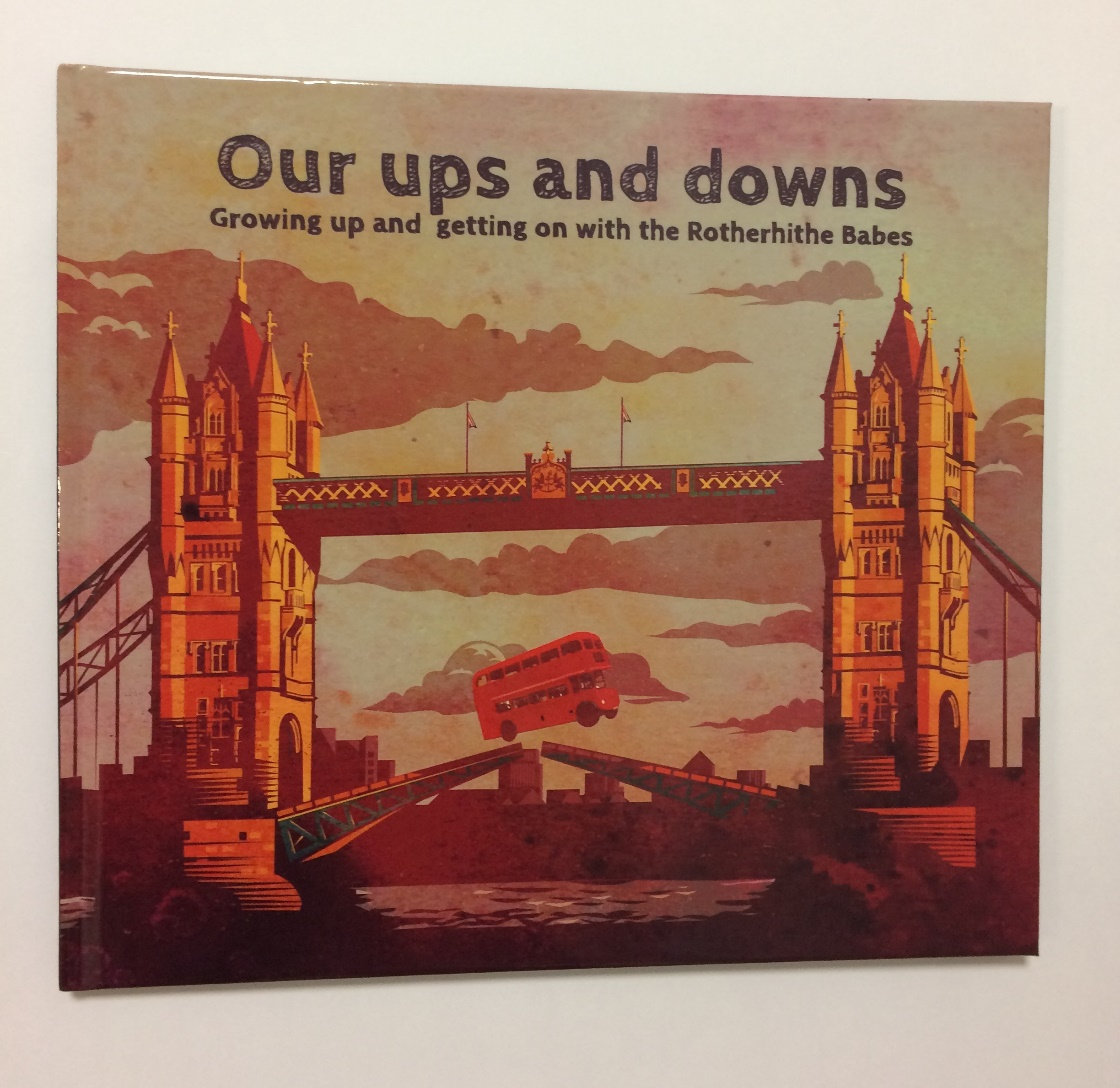 Our ups and downs
Growing up and getting on with the Rotherhithe Babes